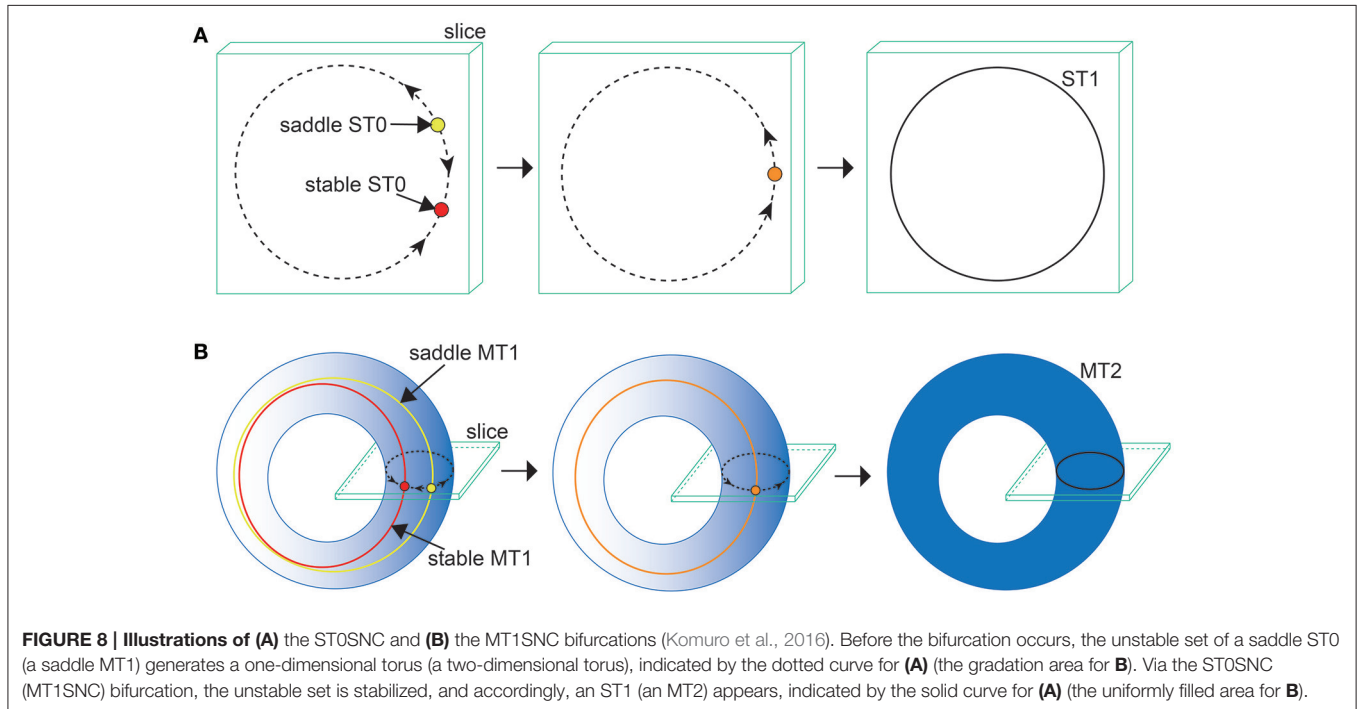 A
slice
saddle ST0
stable ST0
ST1
B
saddle MT1
slice
stable MT1
MT2
FIGURE 8 | Illustrations of (A) the ST0SNC and (B) the MT1SNC bifurcations (Komuro et al., 2016). Before the bifurcation occurs, the unstable set of a saddle ST0
(a saddle MT1) generates a one-dimensional torus (a two-dimensional torus), indicated by the dotted curve for (A) (the gradation area for B). Via the ST0SNC
(MT1SNC) bifurcation, the unstable set is stabilized, and accordingly, an ST1 (an MT2) appears, indicated by the solid curve for (A) (the uniformly filled area for B).